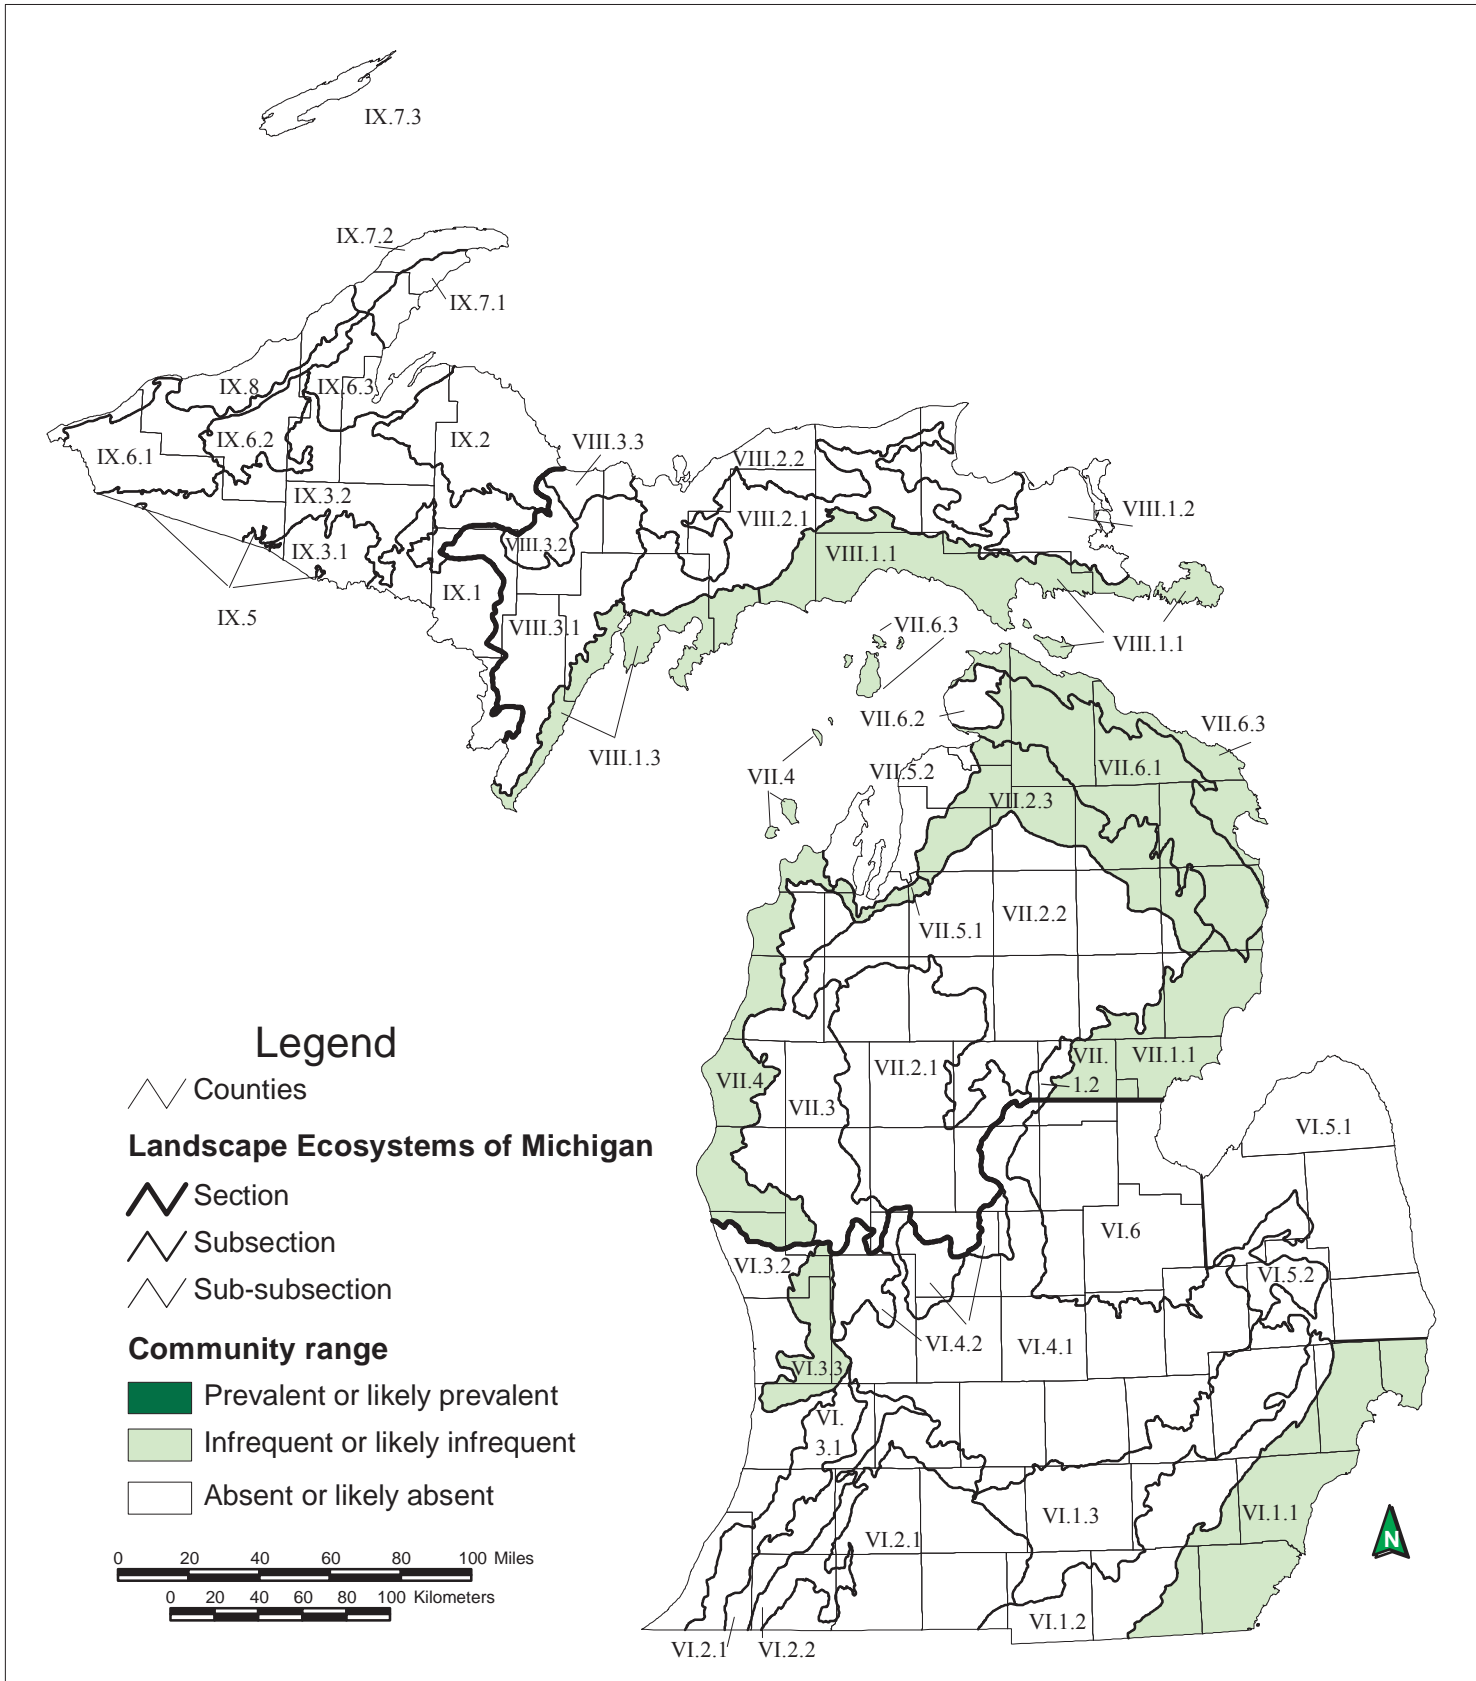 IX.7.3
IX.7.2
IX.7.1
IX.8
IX.6.3
IX.6.2
IX.6.1
IX.2
VIII.3.3
VIII.2.2
VIII.1.2
IX.3.2
VIII.2.1
IX.3.1
VIII.3.2
VIII.1.1
IX.1
IX.5
VIII.3.1
VII.6.3
VIII.1.1
VII.6.2
VII.6.3
VIII.1.3
VII.4
VII.5.2
VII.6.1
VII.2.3
VII.5.1
VII.2.2
VII.4
VII.3
VII.2.1
VII.
1.2
VII.1.1
VI.5.1
VI.6
VI.3.2
VI.5.2
VI.4.2
VI.4.1
VI.3.3
VI.
3.1
VI.1.3
VI.1.1
VI.2.1
VI.1.2
VI.2.1
VI.2.2
Legend
Counties
Landscape Ecosystems of Michigan
Section
Subsection
Sub-subsection
Community range
Prevalent or likely prevalent
Infrequent or likely infrequent
Absent or likely absent
0 20 40 60 80 100 Miles
0 20 40 60 80 100 Kilometers
N